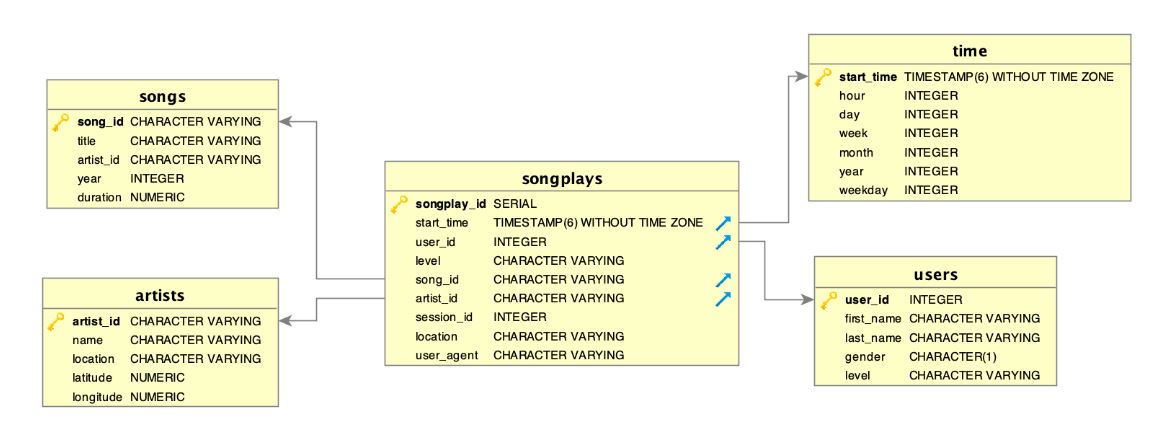 songs
song_id CHARACTER VARYING
title CHARACTER VARYING
artist_id CHARACTER VARYING
year INTEGER
duration NUMERIC
artists
artist_id CHARACTER VARYING
name CHARACTER VARYING
location CHARACTER VARYING
latitude NUMERIC
longitude NUMERIC
songplays
songplay_id SERIAL
start_time TIMESTAMP(6) WITHOUT TIME ZONE
user_id INTEGER
level CHARACTER VARYING
song_id CHARACTER VARYING
artist_id CHARACTER VARYING
session_id INTEGER
location CHARACTER VARYING
user_agent CHARACTER VARYING
time
start_time TIMESTAMP(6) WITHOUT TIME ZONE
hour INTEGER
day INTEGER
week INTEGER
month INTEGER
year INTEGER
weekday INTEGER
users
user_id INTEGER
first_name CHARACTER VARYING
last_name CHARACTER VARYING
gender CHARACTER(1)
level CHARACTER VARYING